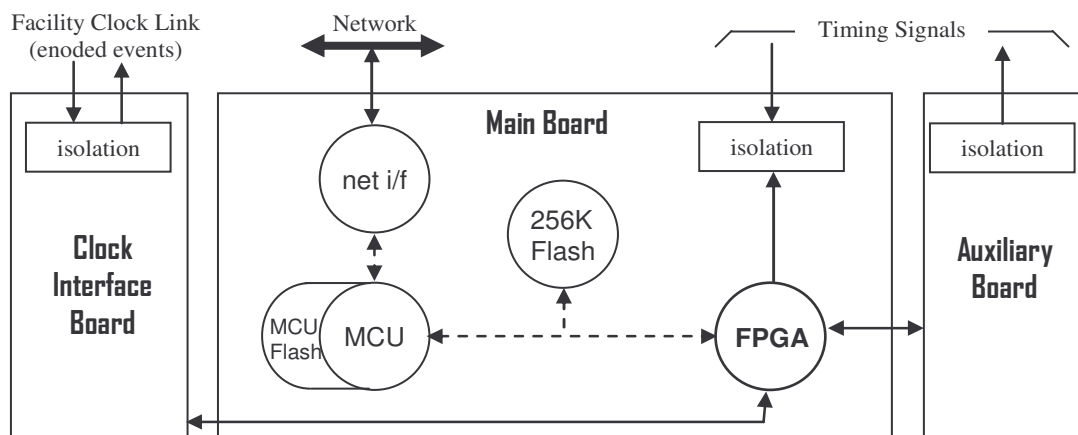 Facility Clock Link
(enoded events)
Network
Timing Signals
isolation
Main Board
isolation
isolation
net i/f
256K
Flash
Clock
Interface
Board
Auxiliary
Board
MCU
Flash
MCU
FPGA